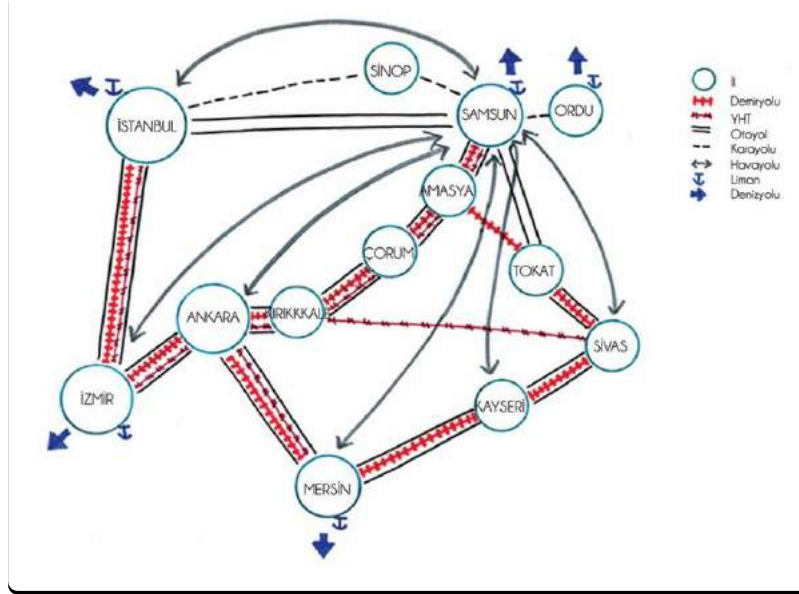 SİNOP
İSTANBUL
SAMSUN
ORDU
AMASYA
ÇORUM
TOKAT
ANKARA
KIRIKKKALE
SİVAS
İZMİR
KAYSERİ
MERSİN
İl
Demiryolu
YHT
Otoyol
Karayolu
Havayolu
Liman
Denizyolu